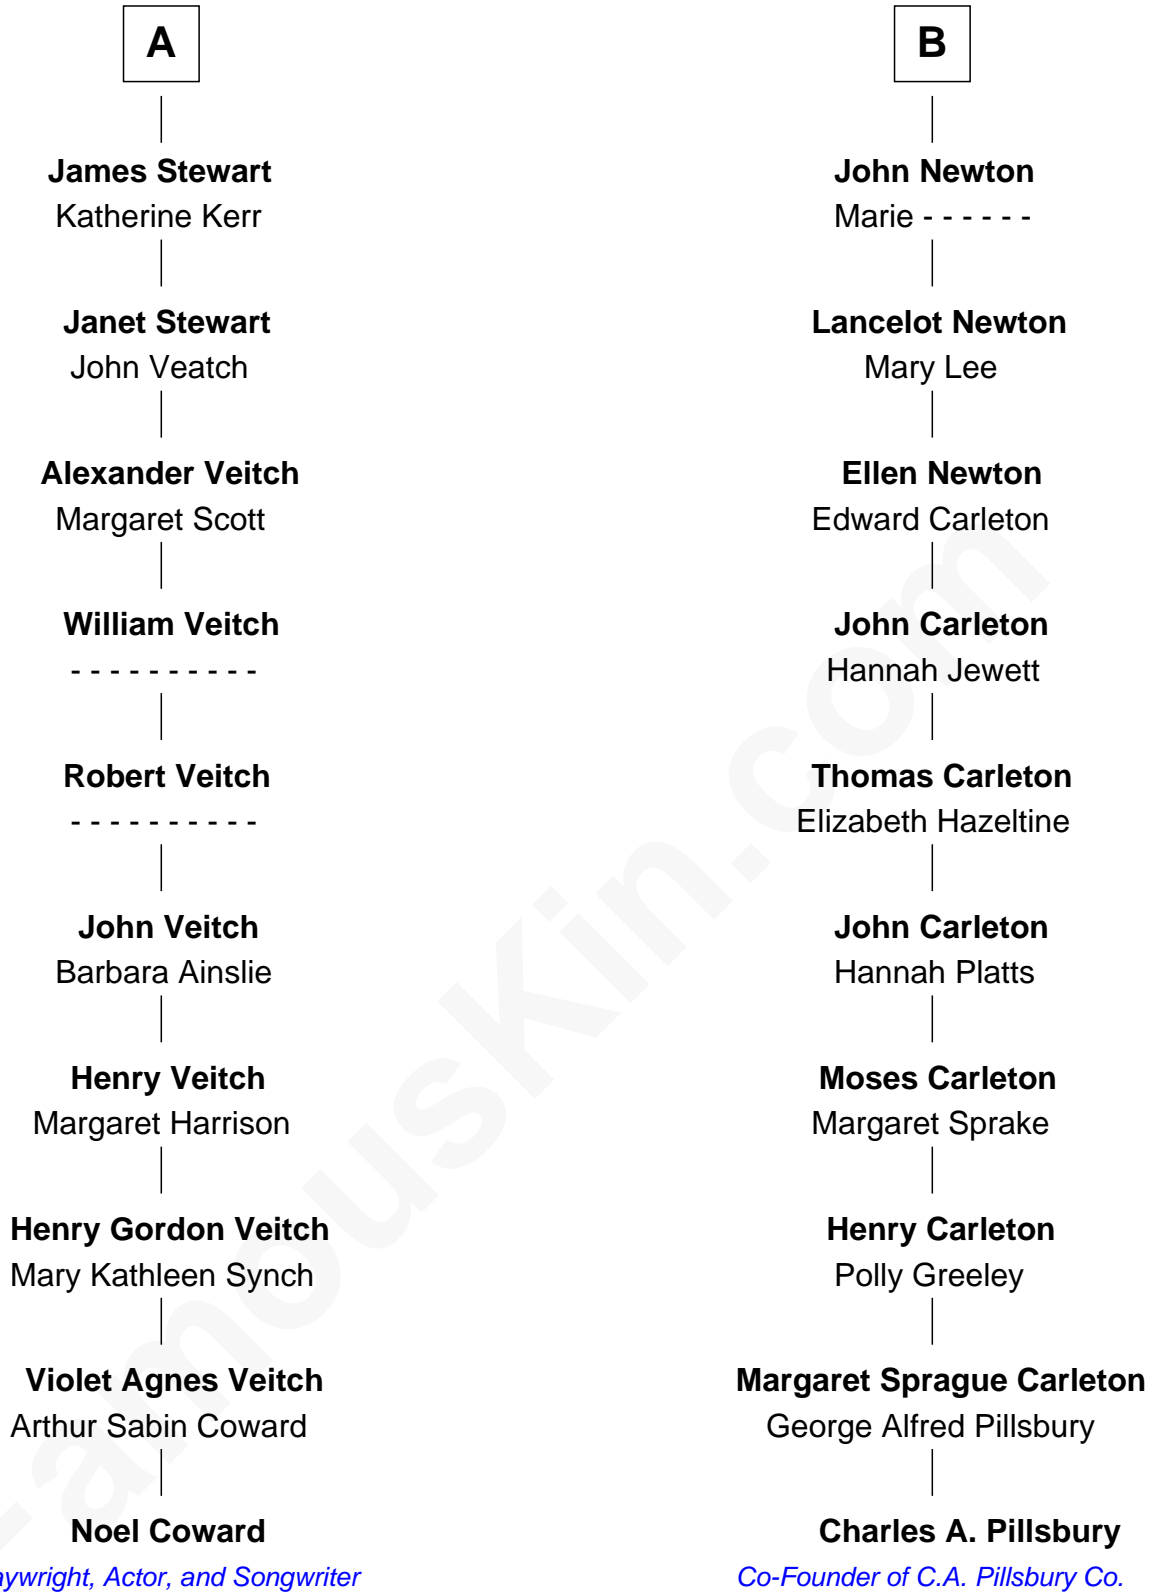 A
James Stewart
Katherine Kerr
Janet Stewart
John Veatch
Alexander Veitch
Margaret Scott
William Veitch
- - - - - - - - - -
Robert Veitch
- - - - - - - - - -
John Veitch
Barbara Ainslie
Henry Veitch
Margaret Harrison
Henry Gordon Veitch
Mary Kathleen Synch
Violet Agnes Veitch
Arthur Sabin Coward
Noel Coward
aywright, Actor, and Songwriter
B
John Newton
Marie - - - - - -
Lancelot Newton
Mary Lee
Ellen Newton
Edward Carleton
John Carleton
Hannah Jewett
Thomas Carleton
Elizabeth Hazeltine
John Carleton
Hannah Platts
Moses Carleton
Margaret Sprake
Henry Carleton
Polly Greeley
Margaret Sprague Carleton
George Alfred Pillsbury
Charles A. Pillsbury
Co-Founder of C.A. Pillsbury Co.
FamousKin.com